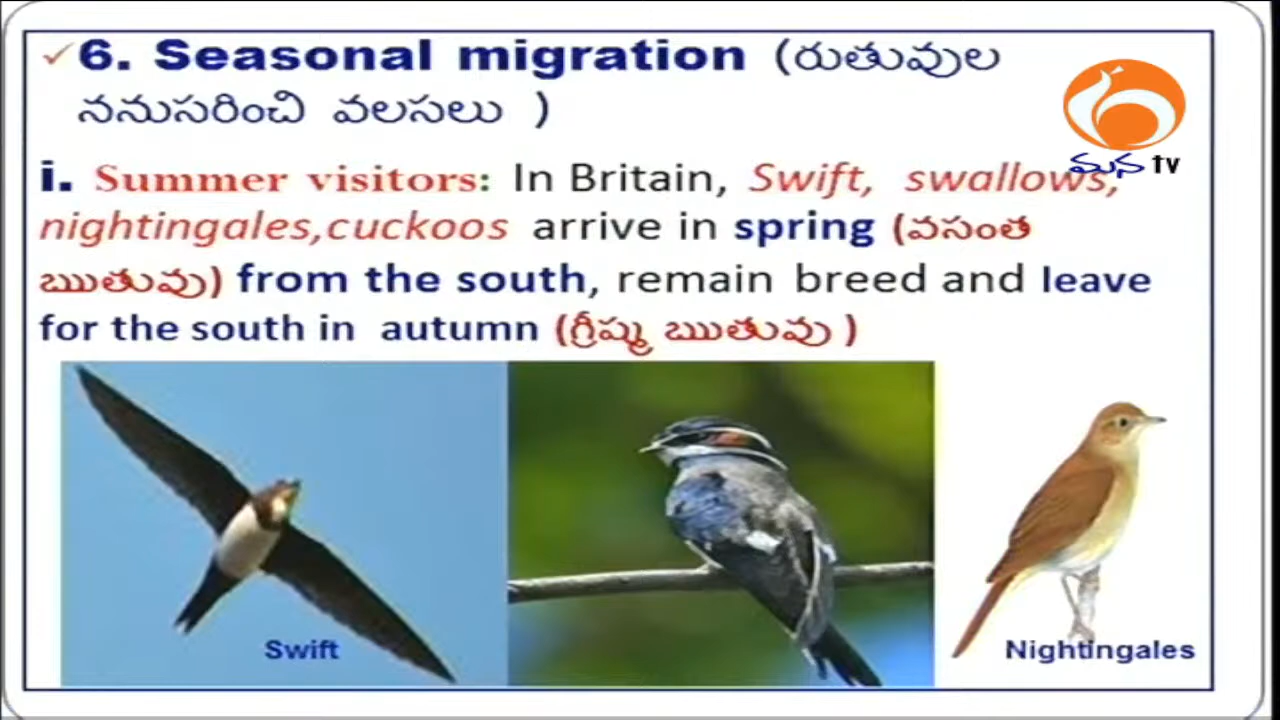 ✓6. Seasonal migration (రుతువుల
ననుసరించి వలసలు )
మన tv
i. Summer visitors: In Britain, Swift, swallows,
nightingales,cuckoos arrive in spring (వసంత
ఋతువు) from the south, remain breed and leave
for the south in autumn (గ్రీష్మ ఋతువు )
Swift
Nightingales